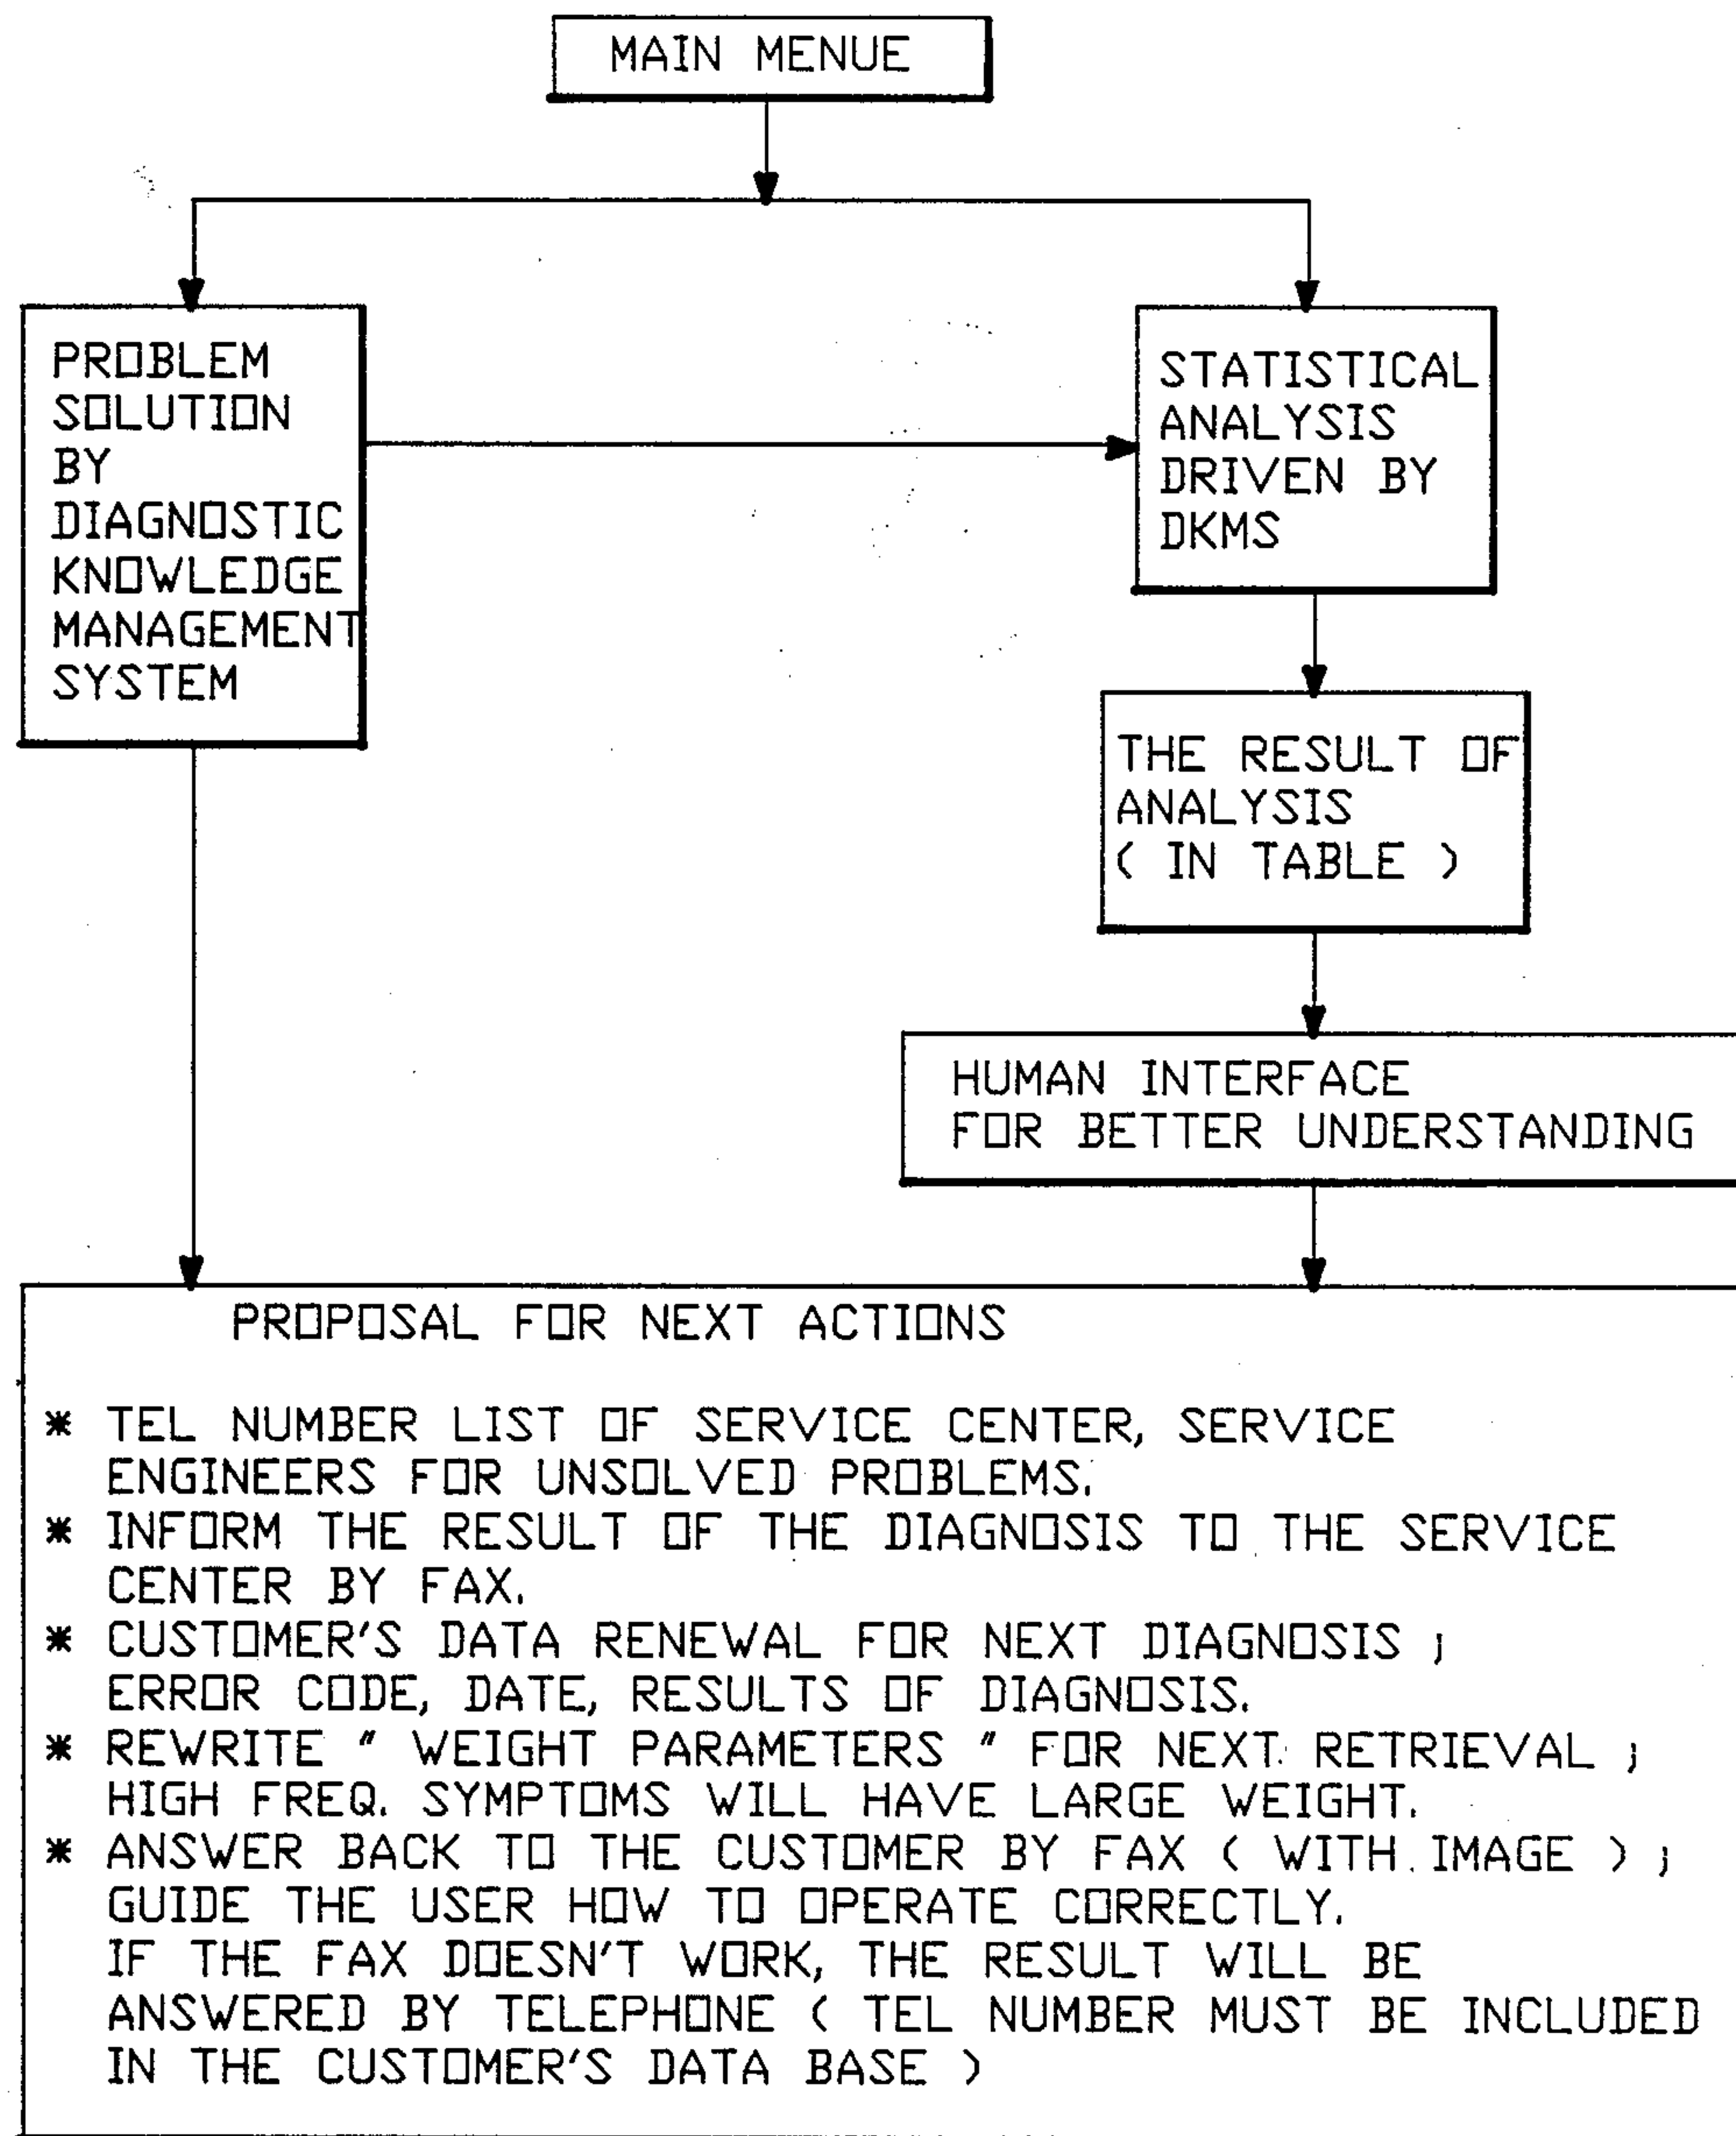 MAIN MENUE
PROBLEM
SOLUTION
BY
DIAGNOSTIC
KNOWLEDGE
MANAGEMENT
SYSTEM
STATISTICAL
ANALYSIS
DRIVEN BY
DKMS
THE RESULT OF
ANALYSIS
( IN TABLE )
HUMAN INTERFACE
FOR BETTER UNDERSTANDING
PROPOSAL FOR NEXT ACTIONS
* TEL NUMBER LIST OF SERVICE CENTER, SERVICE
ENGINEERS FOR UNSOLVED PROBLEMS.
* INFORM THE RESULT OF THE DIAGNOSIS TO THE SERVICE
CENTER BY FAX.
* CUSTOMER'S DATA RENEWAL FOR NEXT DIAGNOSIS ;
ERROR CODE, DATE, RESULTS OF DIAGNOSIS.
* REWRITE " WEIGHT PARAMETERS " FOR NEXT RETRIEVAL ;
HIGH FREQ. SYMPTOMS WILL HAVE LARGE WEIGHT.
* ANSWER BACK TO THE CUSTOMER BY FAX ( WITH IMAGE ) ;
GUIDE THE USER HOW TO OPERATE CORRECTLY.
IF THE FAX DOESN'T WORK, THE RESULT WILL BE
ANSWERED BY TELEPHONE ( TEL NUMBER MUST BE INCLUDED
IN THE CUSTOMER'S DATA BASE )